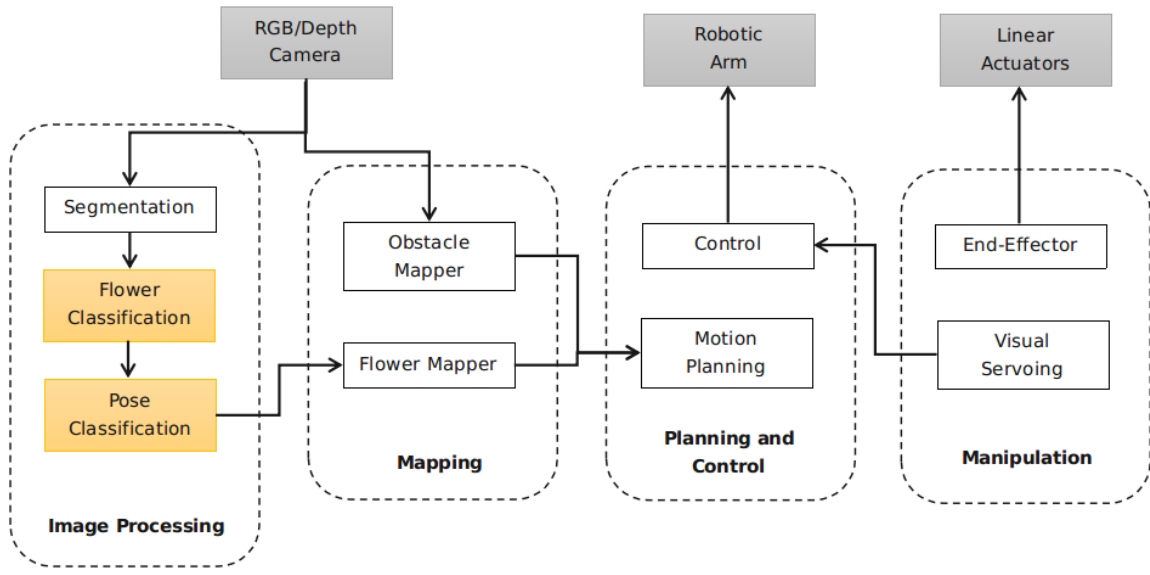 RGB/Depth
Camera
Robotic
Arm
Linear
Actuators
Segmentation
Flower
Classification
Pose
Classification
Image Processing
Obstacle
Mapper
Flower Mapper
Mapping
Control
Motion
Planning
Planning and
Control
End-Effector
Visual
Servoing
Manipulation